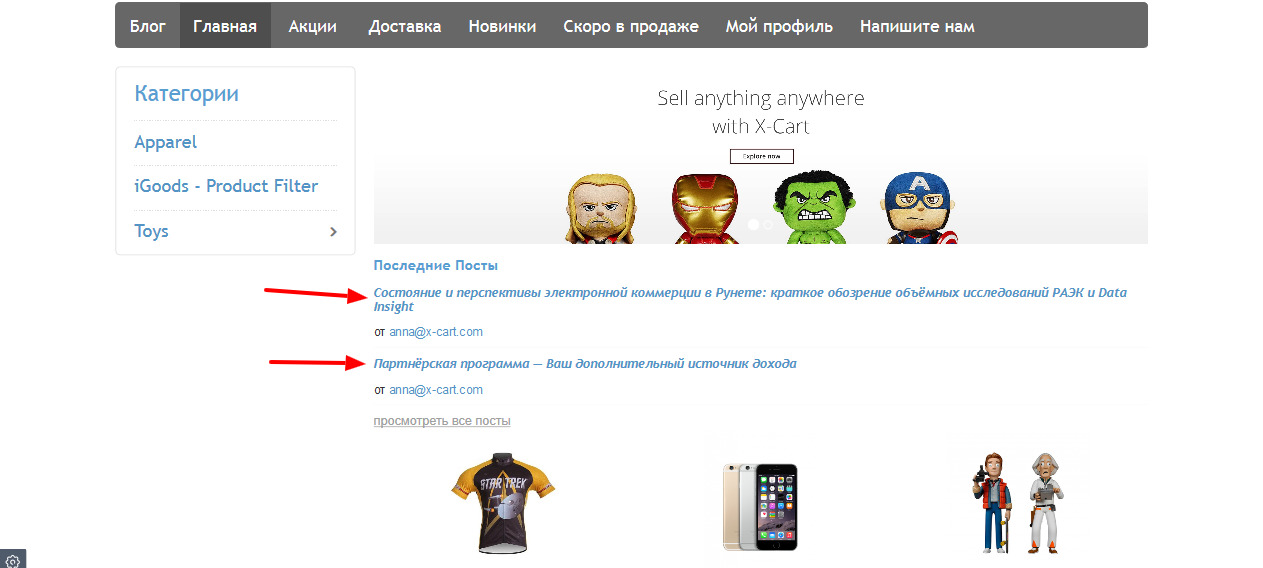 Блог Главная Акции Доставка Новинки Скоро в продаже Мой профиль Напишите нам
Категории
Apparel
iGoods - Product Filter
Toys
Sell anything anywhere
with X-Cart
Explore now
A
Последние Посты
Состояние и перспективы электронной коммерции в Рунете: краткое обозрение объёмных исследований РАЭК и Data
Insight
от anna@x-cart.com
Партнёрская программа — Ваш дополнительный источник дохода
от anna@x-cart.com
просмотреть все посты
STAR TREK